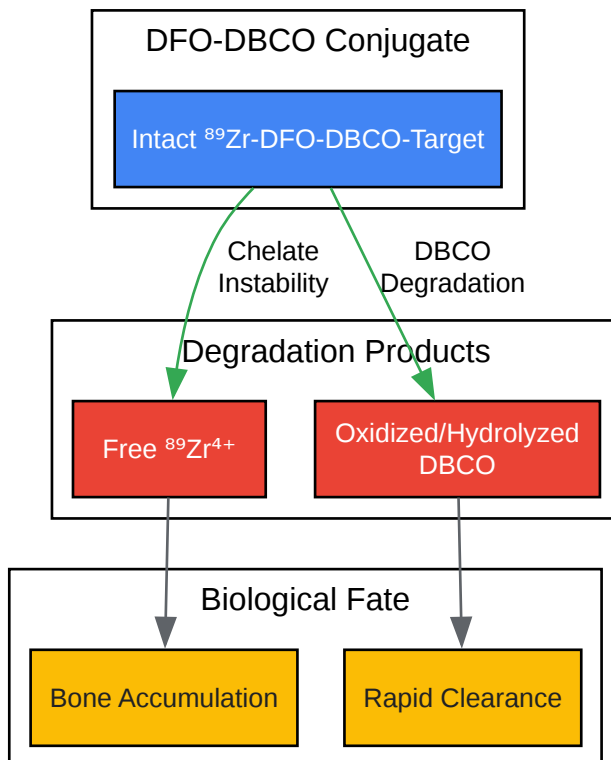 DFO-DBCO Conjugate
Intact ⁸⁹Zr-DFO-DBCO-Target
Chelate
Instability
DBCO
Degradation
Degradation Products
Free ⁸⁹Zr⁴⁺
Oxidized/Hydrolyzed
DBCO
Biological Fate
Bone Accumulation
Rapid Clearance